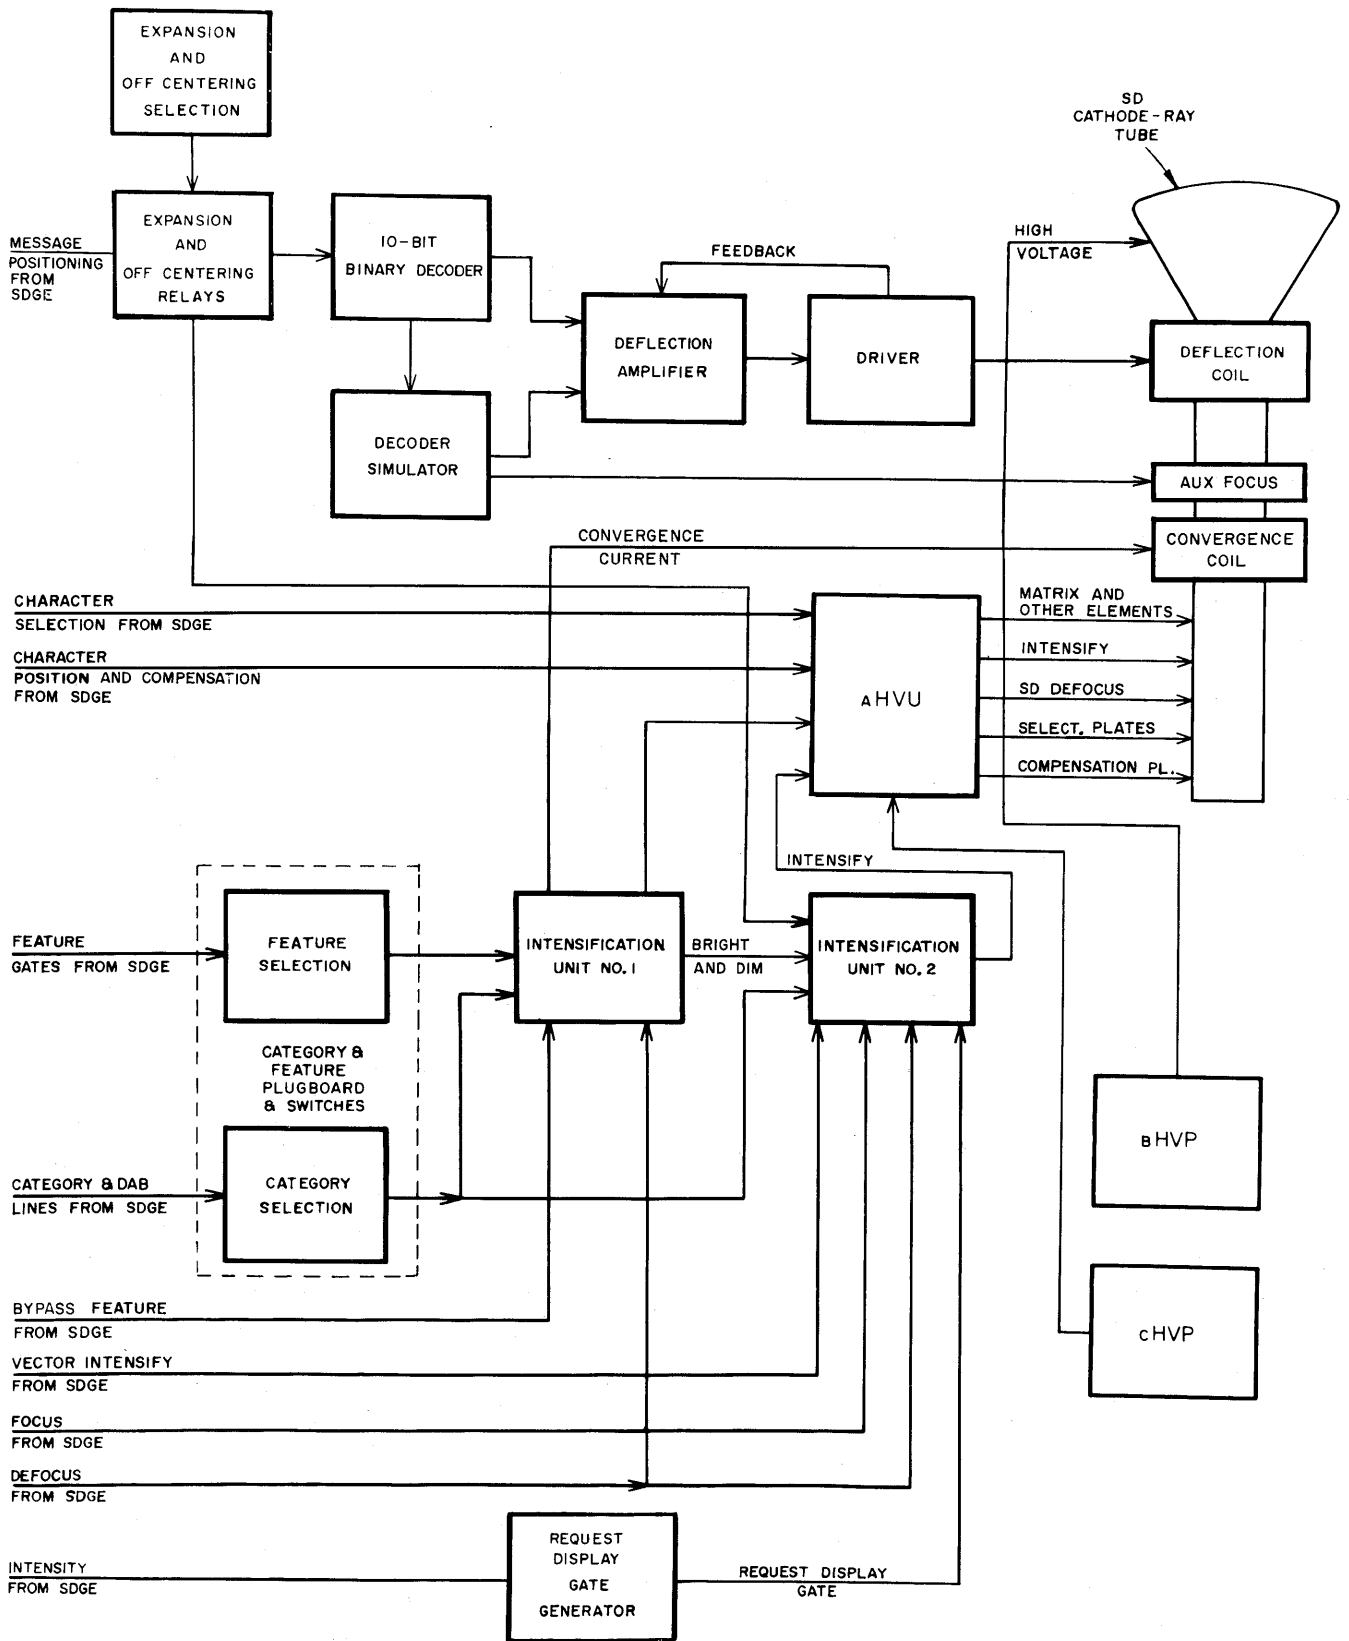 EXPANSION
AND
OFF CENTERING
SELECTION
SD
CATHODE-RAY
TUBE
EXPANSION
AND
OFF CENTERING
RELAYS
MESSAGE
POSITIONING
FROM
SDGE
10-BIT
BINARY DECODER
FEEDBACK
HIGH
VOLTAGE
DEFLECTION
AMPLIFIER
DRIVER
DEFLECTION
COIL
DECODER
SIMULATOR
AUX FOCUS
CONVERGENCE
CURRENT
CONVERGENCE
COIL
CHARACTER
SELECTION FROM SDGE
CHARACTER
POSITION AND COMPENSATION
FROM SDGE
A HVU
MATRIX AND
OTHER ELEMENTS
INTENSIFY
SD DEFOCUS
SELECT. PLATES
COMPENSATION PL.
INTENSIFY
FEATURE
GATES FROM SDGE
FEATURE
SELECTION
INTENSIFICATION
UNIT NO. 1
BRIGHT
AND DIM
INTENSIFICATION
UNIT NO. 2
CATEGORY &
FEATURE
PLUGBOARD
& SWITCHES
CATEGORY & DAB
LINES FROM SDGE
CATEGORY
SELECTION
B HVP
C HVP
BYPASS FEATURE
FROM SDGE
VECTOR INTENSIFY
FROM SDGE
FOCUS
FROM SDGE
DEFOCUS
FROM SDGE
INTENSITY
FROM SDGE
REQUEST
DISPLAY
GATE
GENERATOR
REQUEST DISPLAY
GATE